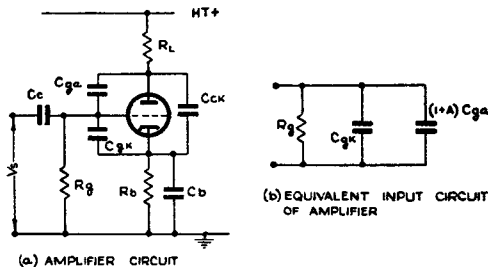 HT+
RL
Cga
Cc
CcK
CgK
Vs
Rg
Rb
Cb
(a) AMPLIFIER CIRCUIT
Rg
CgK
(1+A) Cga
(b) EQUIVALENT INPUT CIRCUIT
OF AMPLIFIER